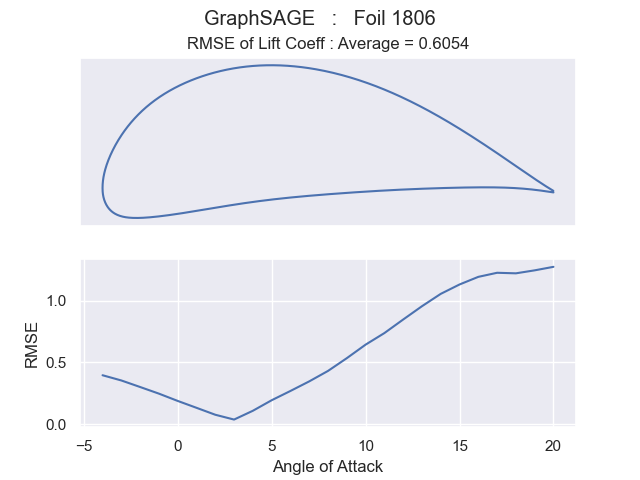 GraphSAGE   :   Foil 1806
RMSE of Lift Coeff : Average = 0.6054
1.0
0.5
0.0
RMSE
−5 0 5 10 15 20
Angle of Attack